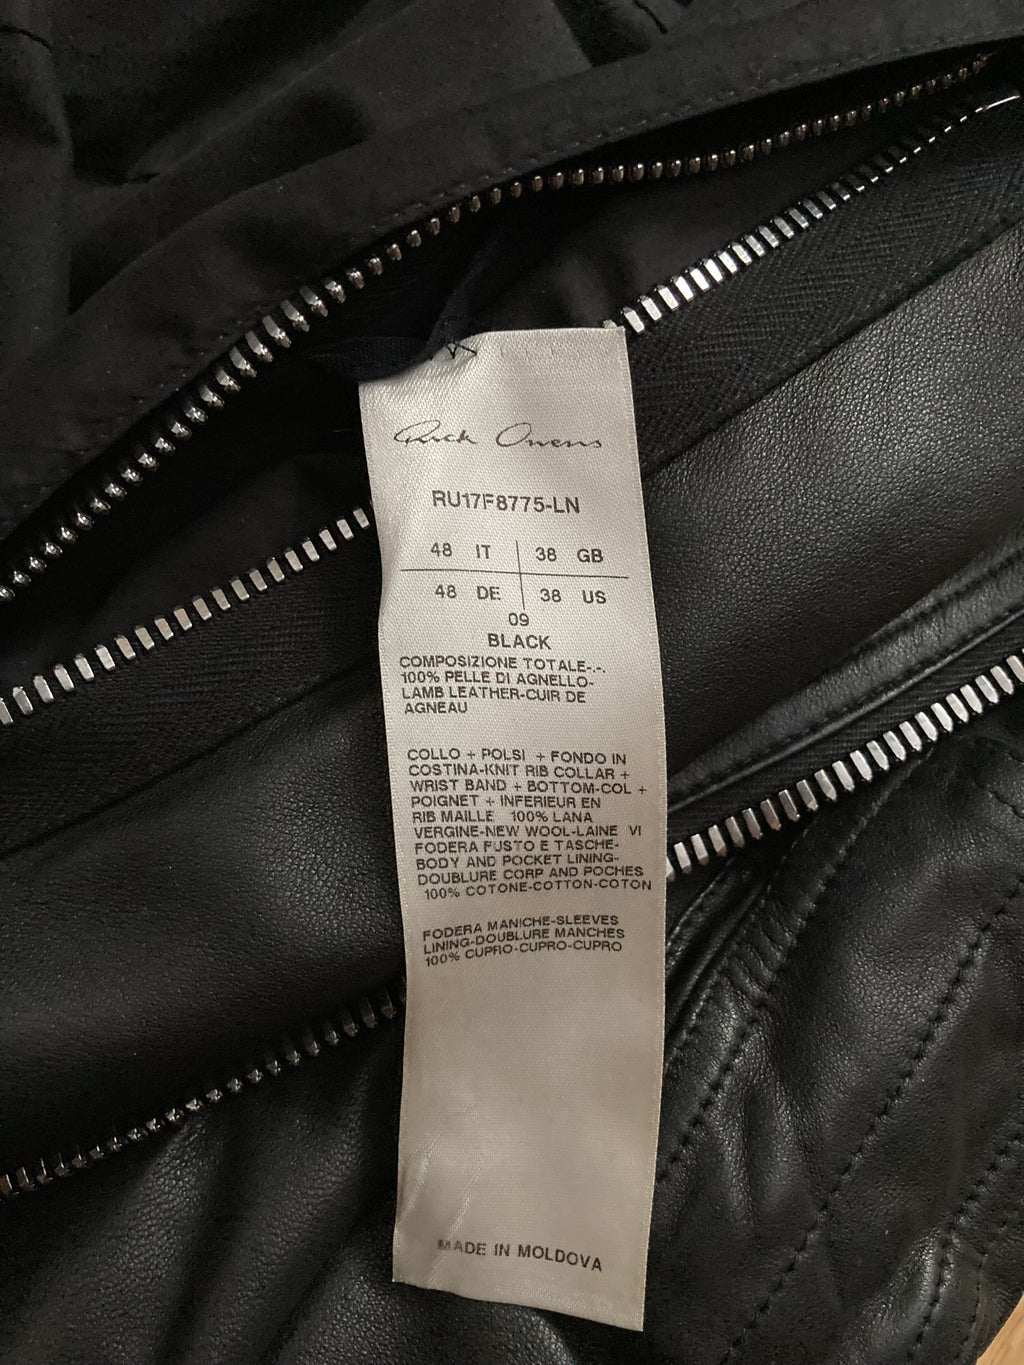 Rick Owens
RU17F8775-LN
48 IT 38 GB
48 DE 38 US
09
BLACK
COMPOSIZIONE TOTALE-.-.
100% PELLE DI AGNELLO-
LAMB LEATHER-CUIR DE
AGNEAU
COLLO + POLSI + FONDO IN
COSTINA-KNIT RIB COLLAR +
WRIST BAND + BOTTOM-COL +
POIGNET + INFERIEUR EN
RIB MAILLE 100% LANA
VERGINE-NEW WOOL-LAINE VI
FODERA FUSTO E TASCHE-
BODY AND POCKET LINING-
DOUBLURE CORP AND POCHES
100% COTONE-COTTON-COTON
FODERA MANICHE-SLEEVES
LINING-DOUBLURE MANCHES
100% CUPRO-CUPRO-CUPRO
MADE IN MOLDOVA